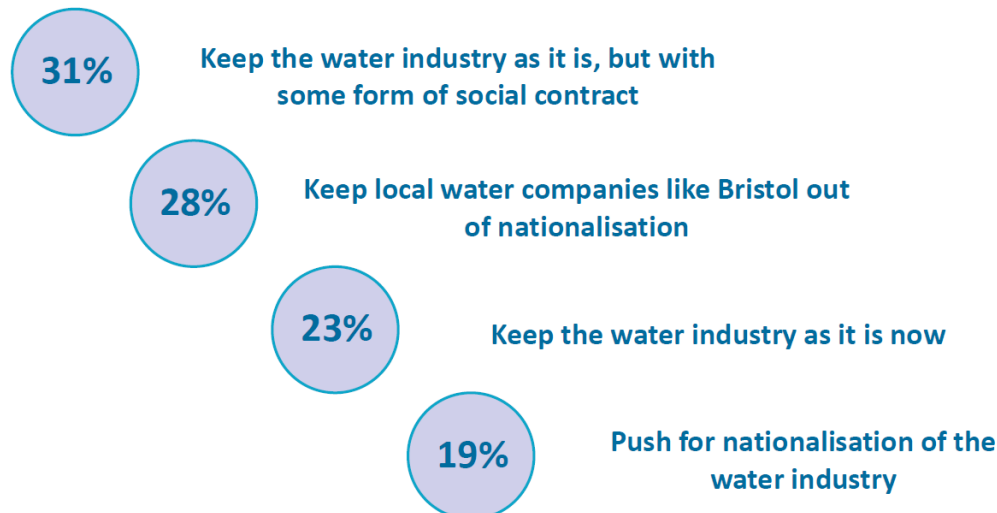 31%
Keep the water industry as it is, but with
some form of social contract
28%
Keep local water companies like Bristol out
of nationalisation
23%
Keep the water industry as it is now
19%
Push for nationalisation of the
water industry